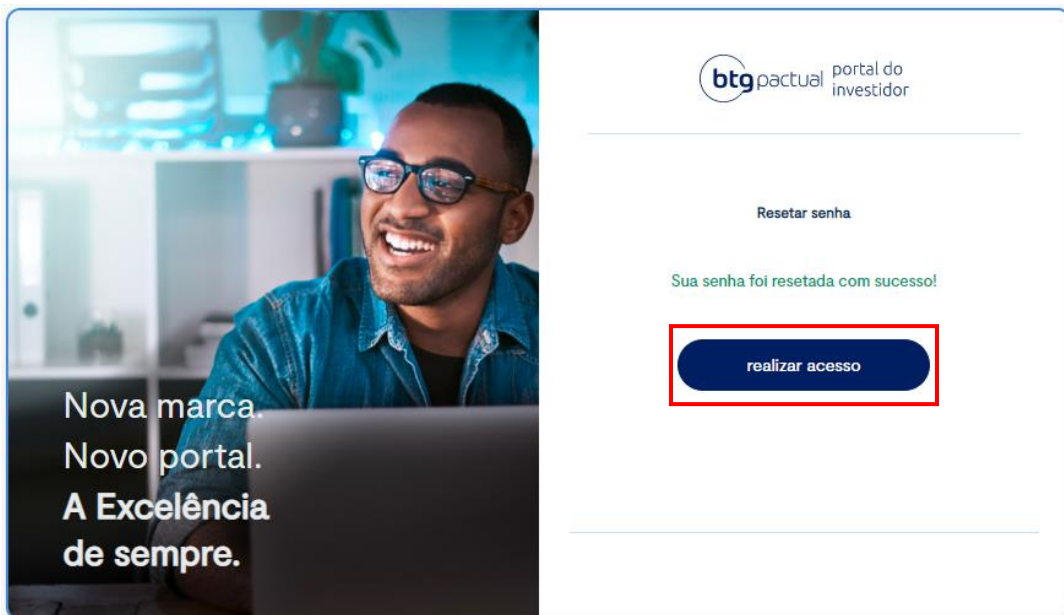 Nova marca.
Novo portal.
A Excelência
de sempre.
btg pactual portal do
investidor
Resetar senha
Sua senha foi resetada com sucesso!
realizar acesso